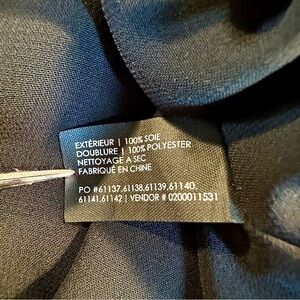 EXTÉRIEUR | 100% SOIE
DOUBLURE | 100% POLYESTER
NETTOYAGE A SEC
FABRIQUÉ EN CHINE
PO #61137,61138,61139,61140,
61141,61142 | VENDOR # 0200011531